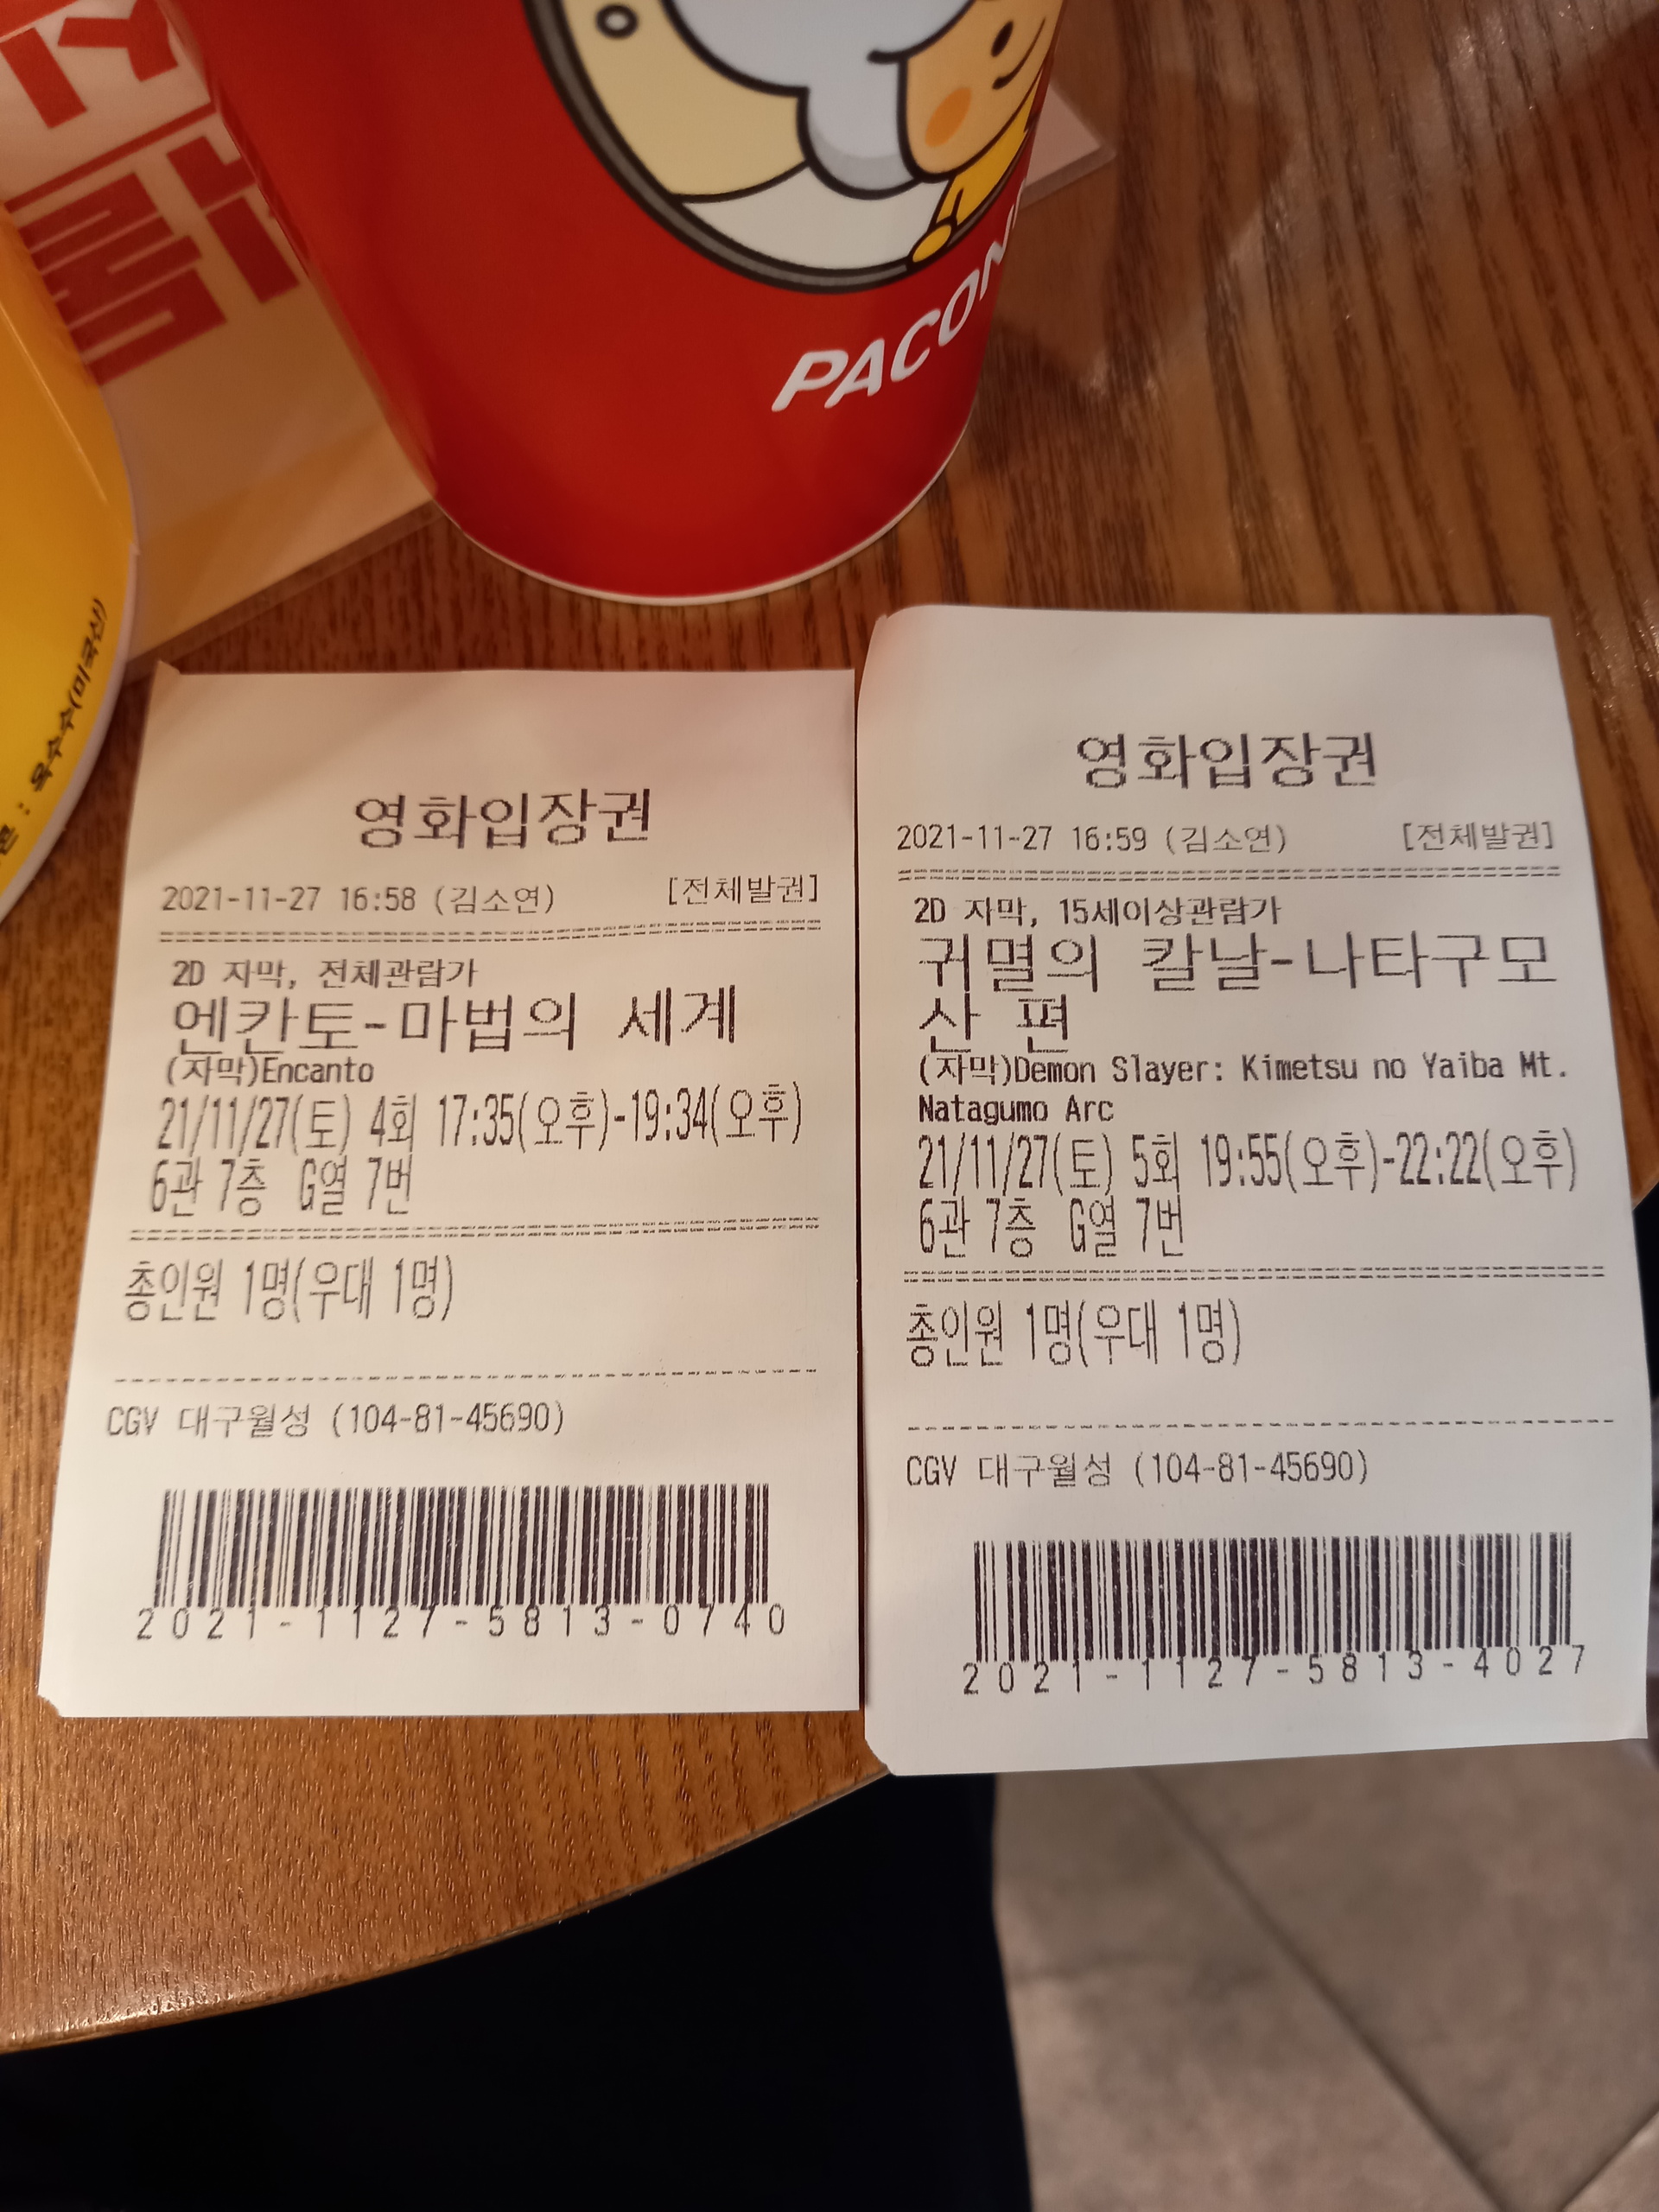 PACON
옥수수(미국산)
영화입장권
2021-11-27 16:58 (김소연) [전체발권]
2D 자막, 전체관람가
엔칸토-마법의 세계
(자막)Encanto
21/11/27(토) 4회 17:35(오후)-19:34(오후)
6관 7층 G열 7번
총인원 1명(우대 1명)
CGV 대구월성 (104-81-45690)
2021-1127-5813-0740
영화입장권
2021-11-27 16:59 (김소연) [전체발권]
2D 자막, 15세이상관람가
귀멸의 칼날-나타구모
산 편
(자막)Demon Slayer: Kimetsu no Yaiba Mt.
Natagumo Arc
21/11/27(토) 5회 19:55(오후)-22:22(오후)
6관 7층 G열 7번
총인원 1명(우대 1명)
CGV 대구월성 (104-81-45690)
2021-1127-5813-4027